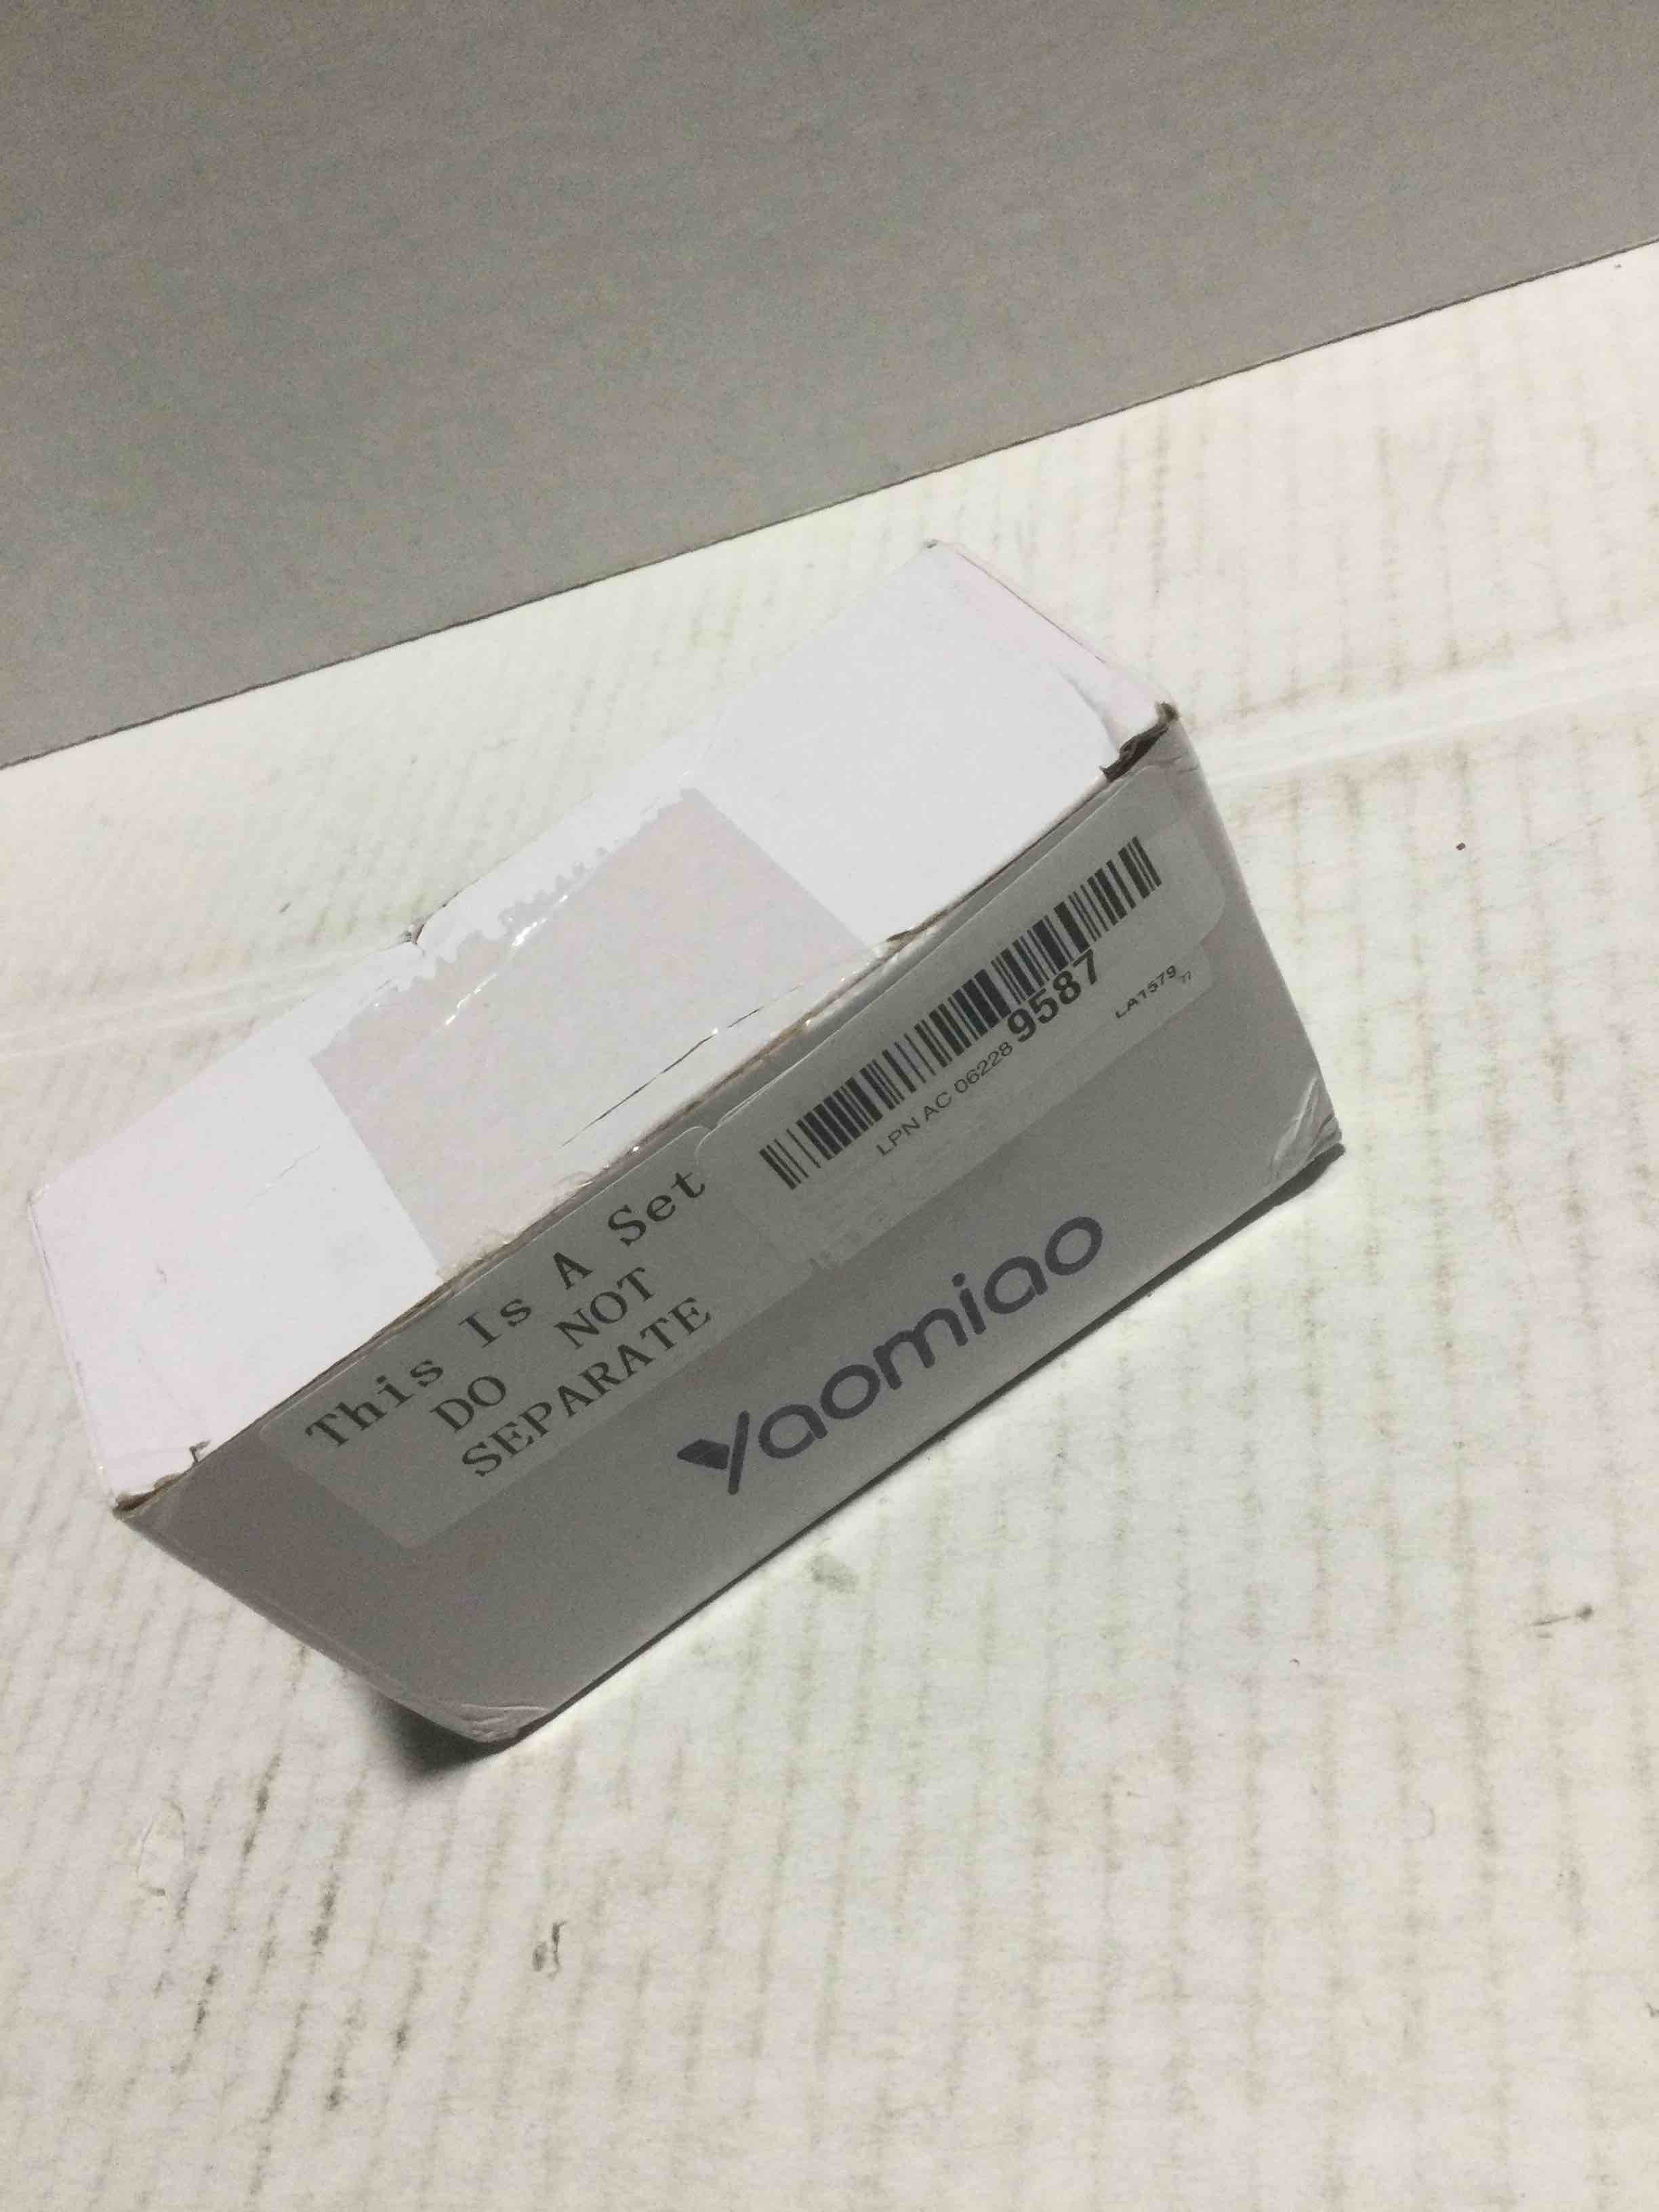 This Is A Set
DO NOT
SEPARATE
LPN AC 06228 9587
LA1579
Yaomiao